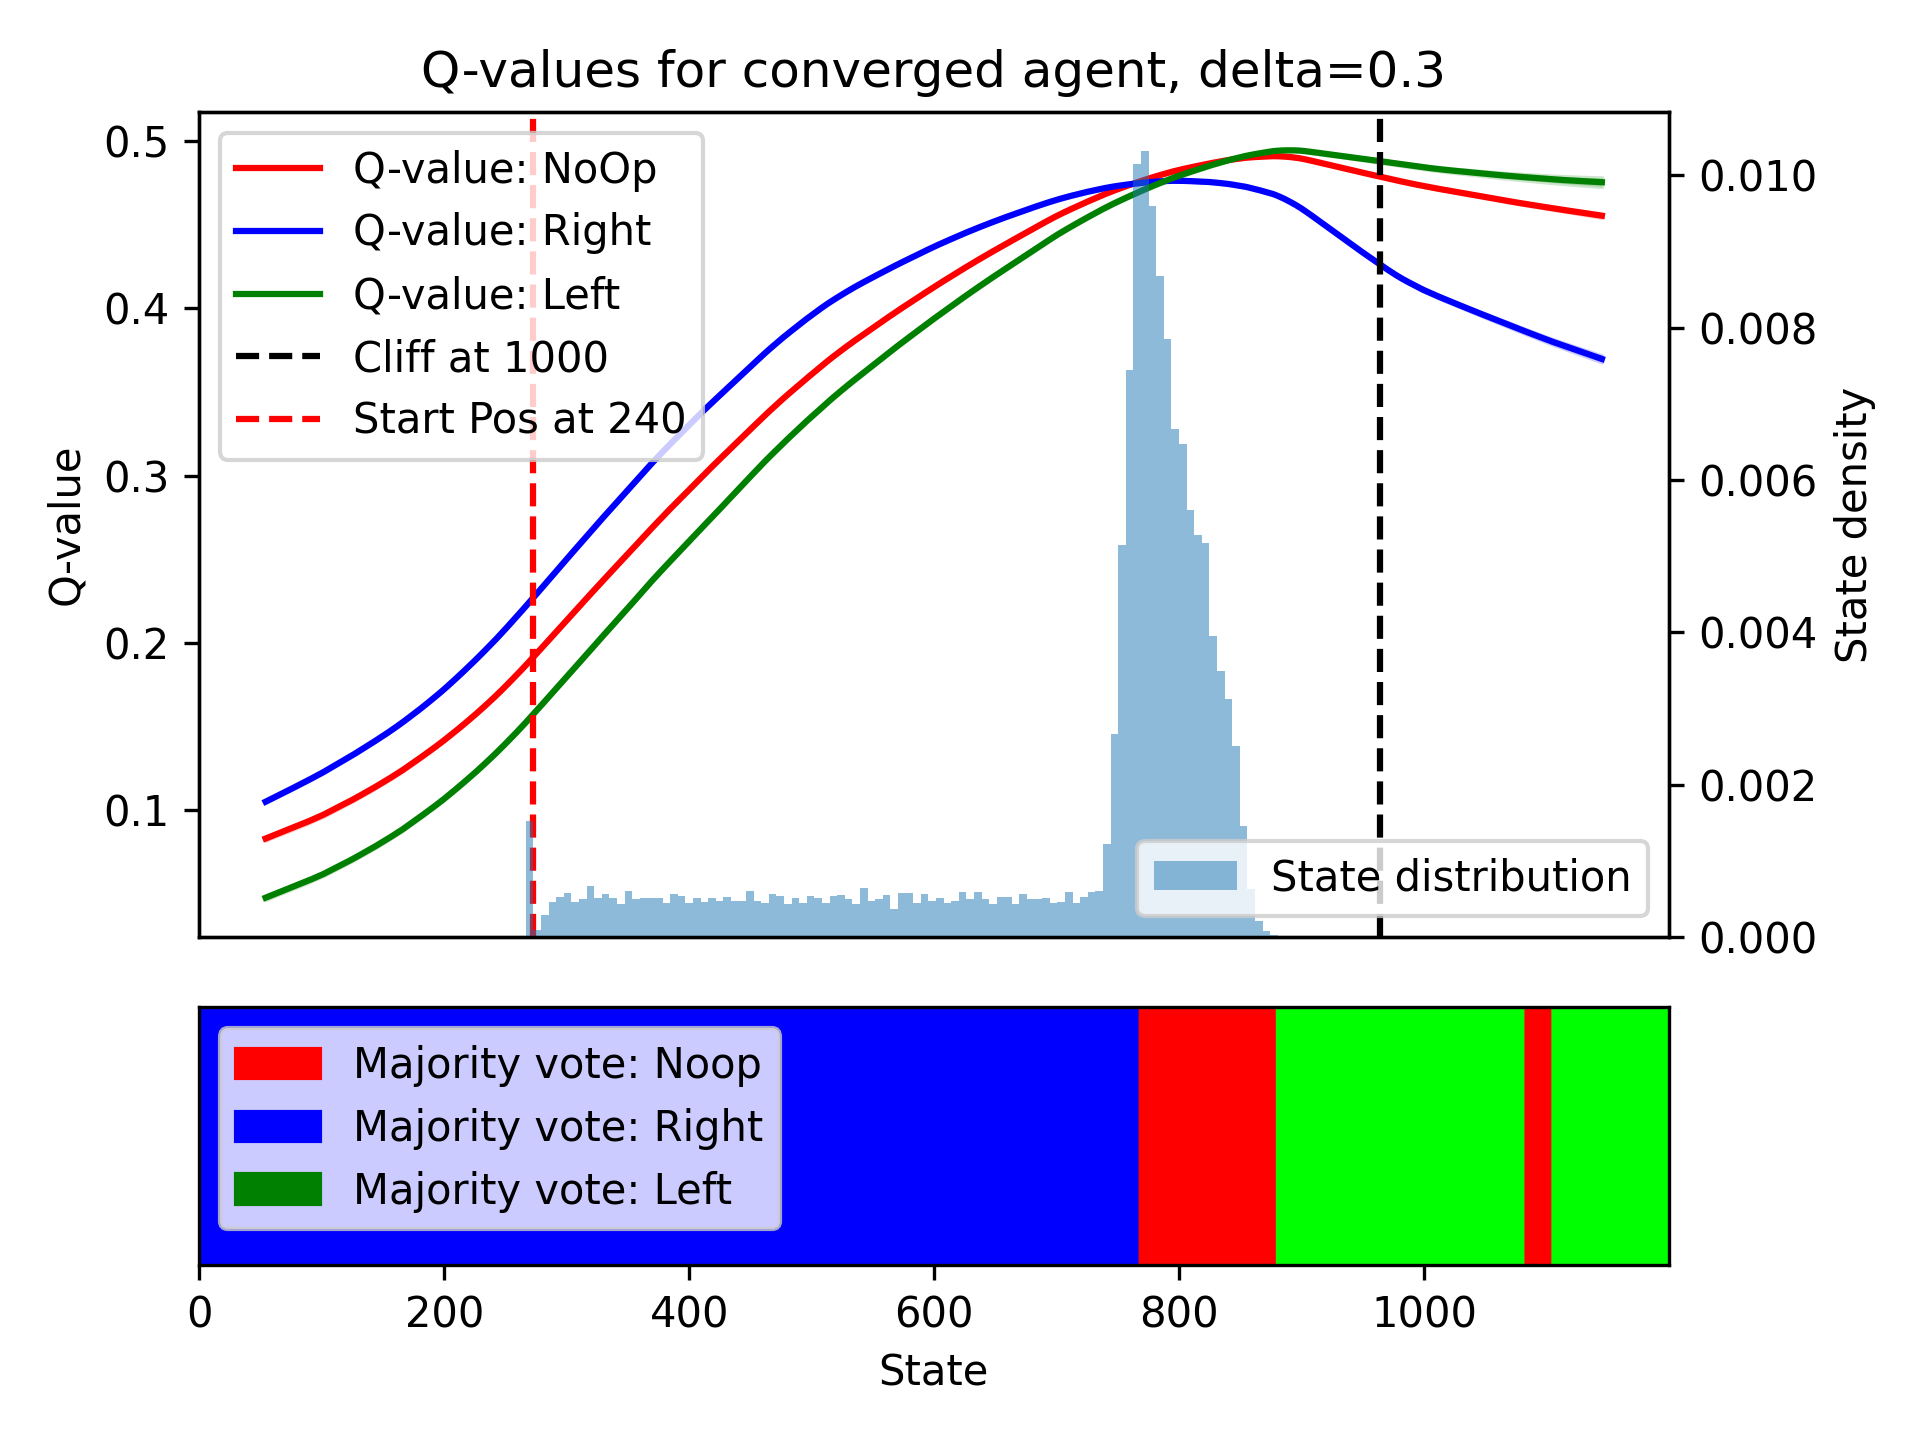 Q-values for converged agent, delta=0.3
0.5
0.4
0.3
0.2
0.1
Q-value
Q-value: NoOp
Q-value: Right
Q-value: Left
Cliff at 1000
Start Pos at 240
0.010
0.008
0.006
0.004
0.002
0.000
State density
State distribution
Majority vote: Noop
Majority vote: Right
Majority vote: Left
0 200 400 600 800 1000
State